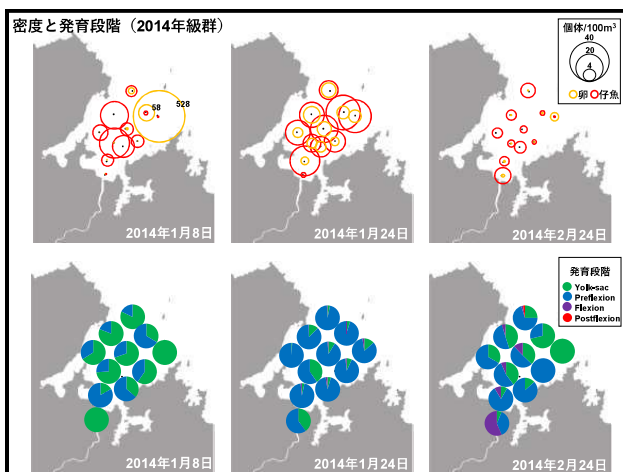 密度と発育段階（2014年級群）
個体/100m³
40
20
4
卵 仔魚
58
528
2014年1月8日
2014年1月24日
2014年2月24日
発育段階
Yolk-sac
Preflexion
Flexion
Postflexion
2014年1月8日
2014年1月24日
2014年2月24日